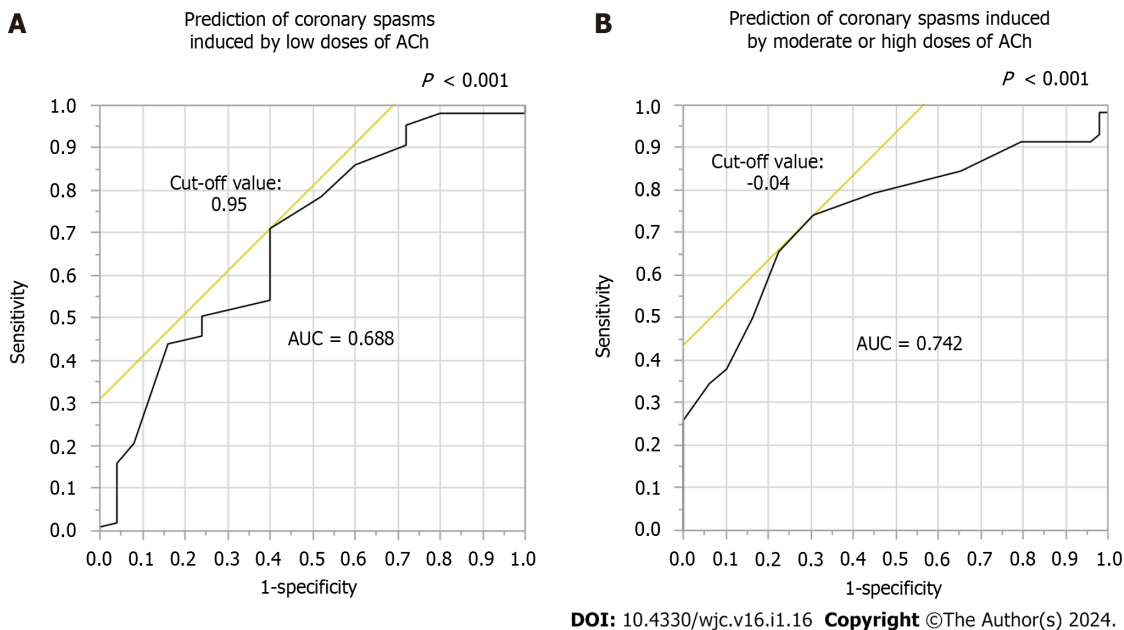 A
Prediction of coronary spasms
induced by low doses of ACh
P < 0.001
1.0
0.9
0.8
0.7
0.6
0.5
0.4
0.3
0.2
0.1
0.0
Sensitivity
Cut-off value:
0.95
AUC = 0.688
0.0 0.1 0.2 0.3 0.4 0.5 0.6 0.7 0.8 0.9 1.0
1-specificity
B
Prediction of coronary spasms induced
by moderate or high doses of ACh
P < 0.001
1.0
0.9
0.8
0.7
0.6
0.5
0.4
0.3
0.2
0.1
0.0
Sensitivity
Cut-off value:
-0.04
AUC = 0.742
0.0 0.1 0.2 0.3 0.4 0.5 0.6 0.7 0.8 0.9 1.0
1-specificity
DOI: 10.4330/wjc.v16.i1.16 Copyright ©The Author(s) 2024.